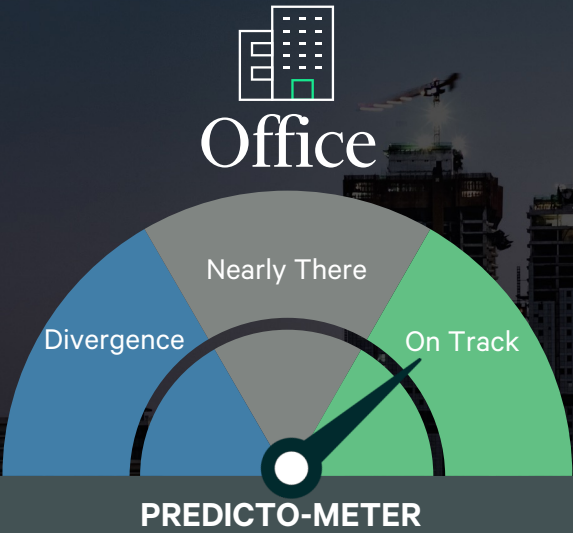 Office
Nearly There
Divergence
On Track
PREDICTO-METER